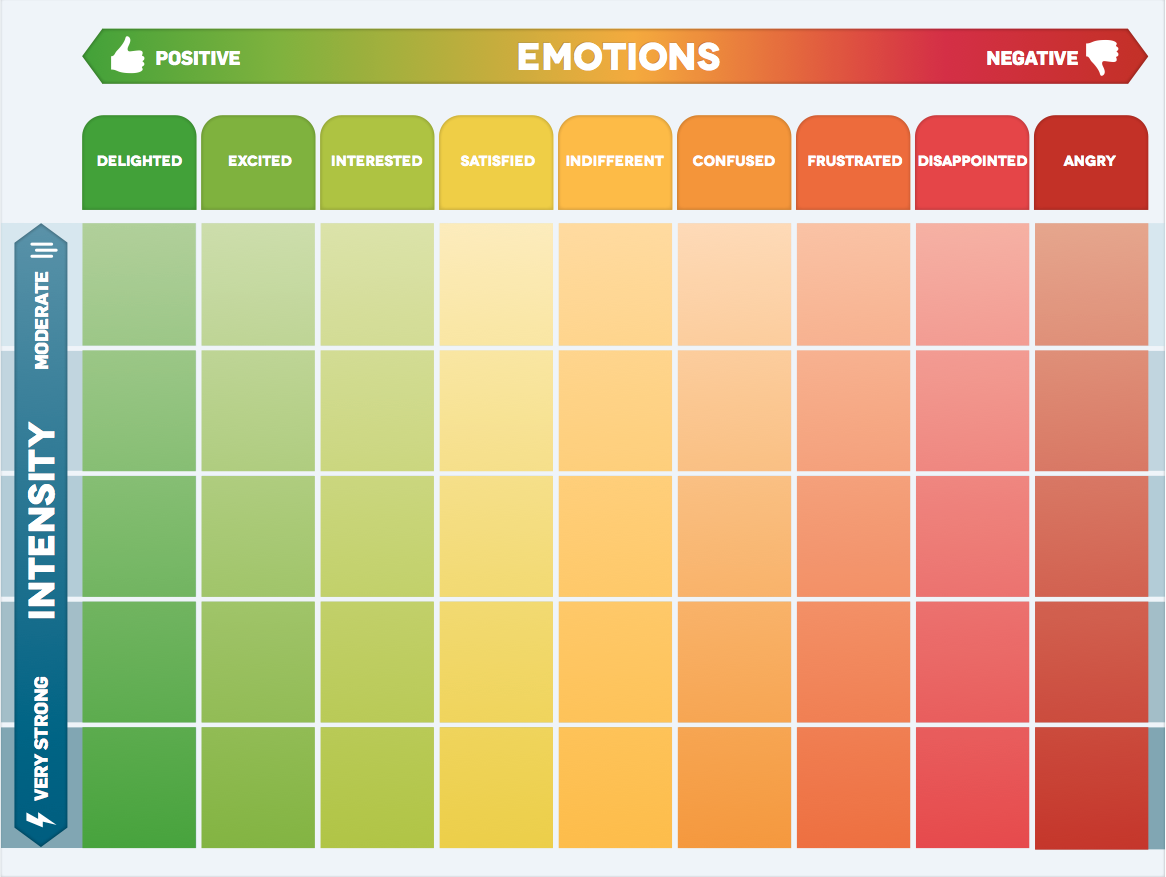 POSITIVE
EMOTIONS
NEGATIVE
DELIGHTED
EXCITED
INTERESTED
SATISFIED
INDIFFERENT
CONFUSED
FRUSTRATED
DISAPPOINTED
ANGRY
MODERATE
INTENSITY
VERY STRONG